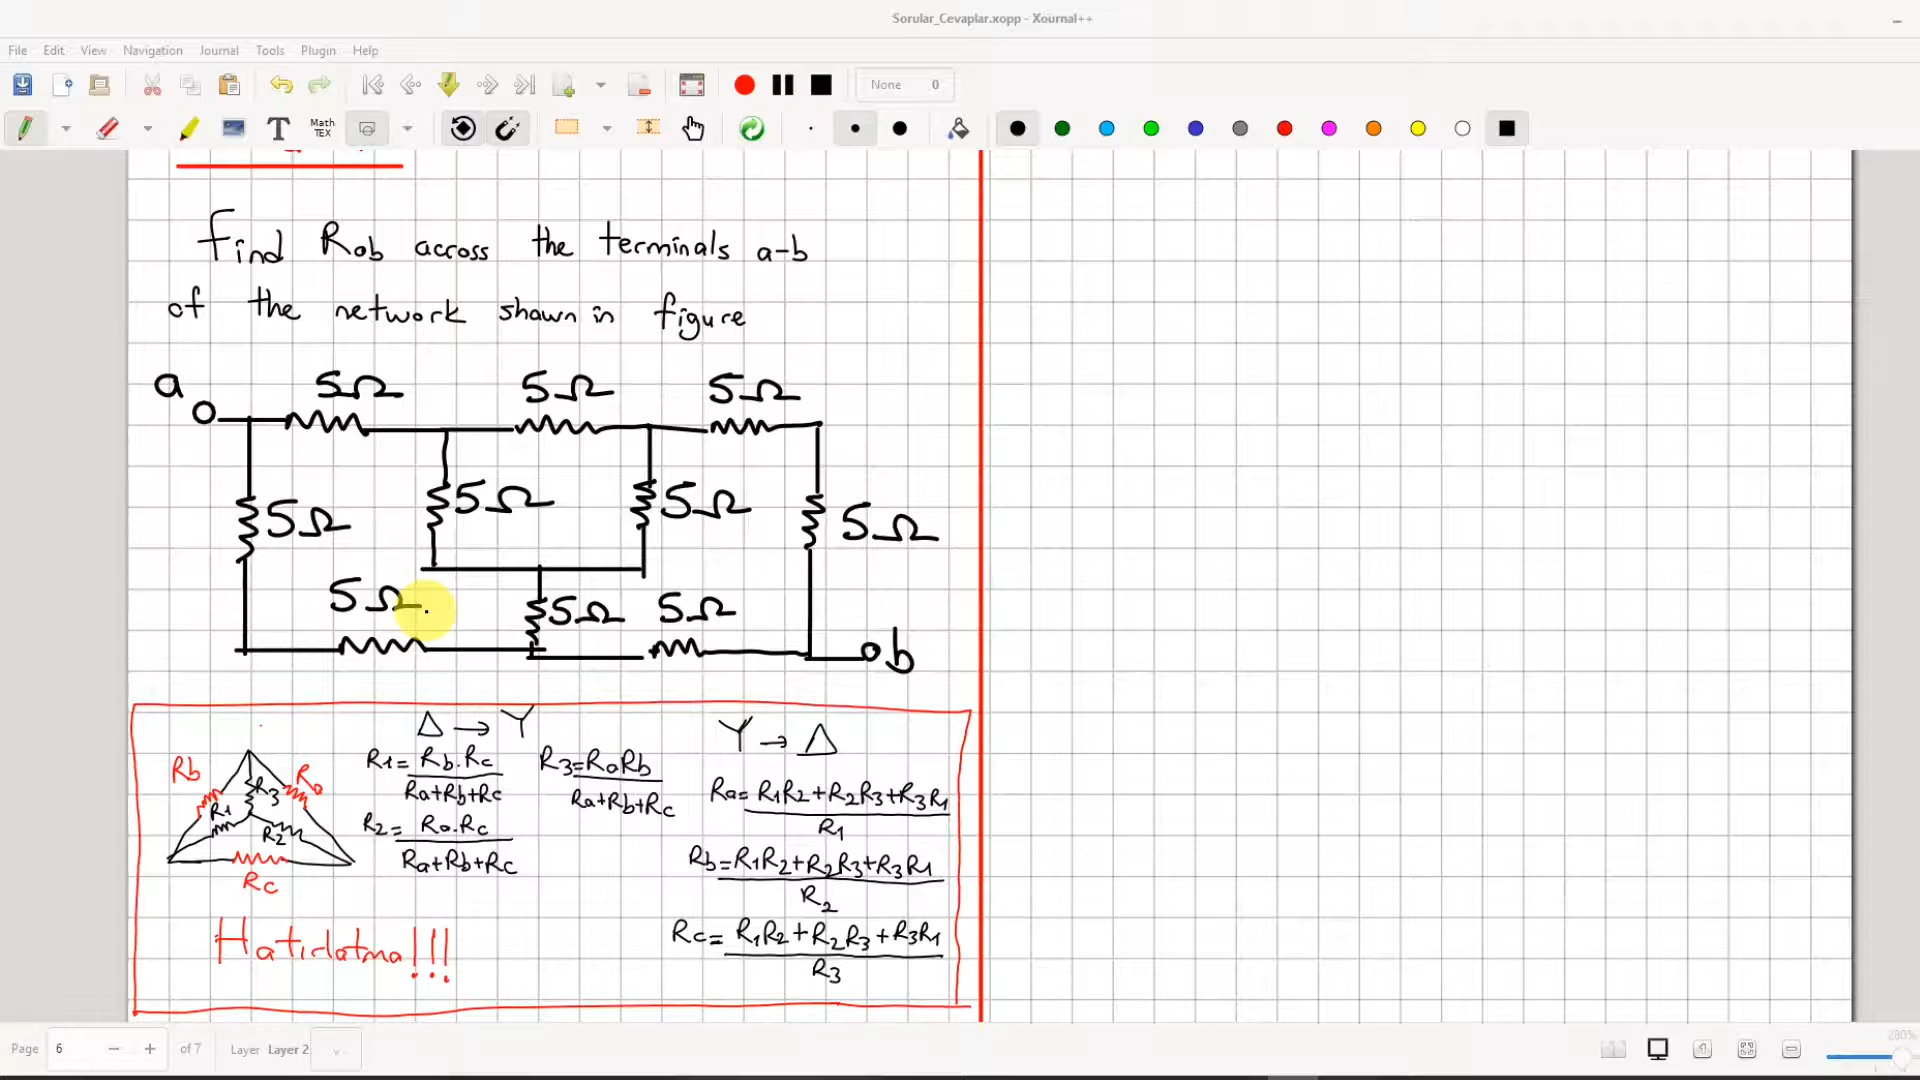 Sorular_Cevaplar.xopp - Xournal++
File Edit View Navigation Journal Tools Plugin Help
None 0
T Math TEX
Find Rab across the terminals a-b
of the network shown in figure
a
5Ω 5Ω 5Ω
5Ω 5Ω 5Ω 5Ω
5Ω 5Ω 5Ω
b
Δ → Y
R1 = Rb.Rc / Ra+Rb+Rc
R3 = RaRb / Ra+Rb+Rc
R2 = Ra.Rc / Ra+Rb+Rc
Y → Δ
Ra = R1R2+R2R3+R3R1 / R1
Rb = R1R2+R2R3+R3R1 / R2
Rc = R1R2+R2R3+R3R1 / R3
Rb Ra
R3
R1 R2
Rc
Hatırlatma!!!
Page 6 of 7 Layer Layer 2
280%